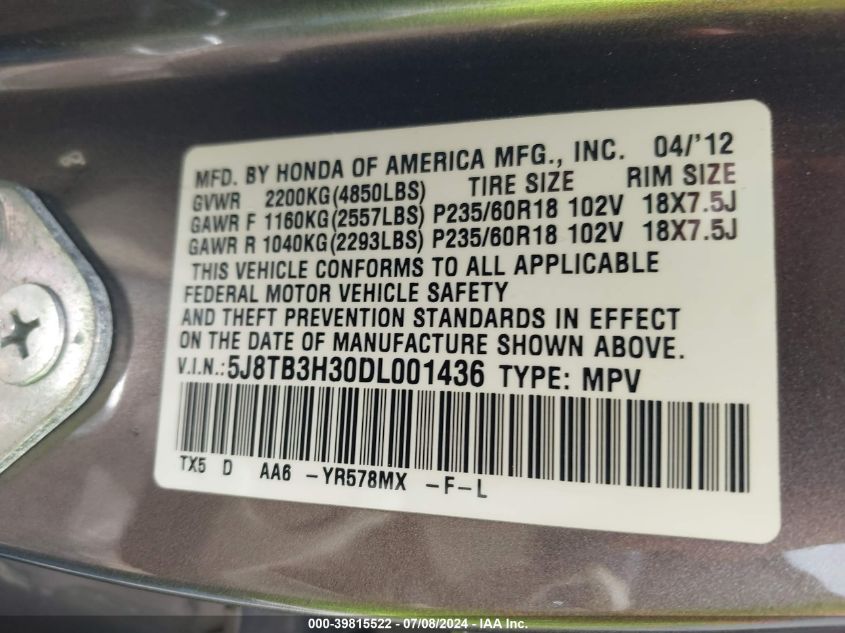 MFD. BY HONDA OF AMERICA MFG., INC. 04/'12
GVWR 2200KG(4850LBS) TIRE SIZE RIM SIZE
GAWR F 1160KG(2557LBS) P235/60R18 102V 18X7.5J
GAWR R 1040KG(2293LBS) P235/60R18 102V 18X7.5J
THIS VEHICLE CONFORMS TO ALL APPLICABLE
FEDERAL MOTOR VEHICLE SAFETY
AND THEFT PREVENTION STANDARDS IN EFFECT
ON THE DATE OF MANUFACTURE SHOWN ABOVE.
V.I.N.: 5J8TB3H30DL001436 TYPE: MPV
TX5 D AA6 -YR578MX -F-L
000-39815522 - 07/08/2024 - IAA Inc.